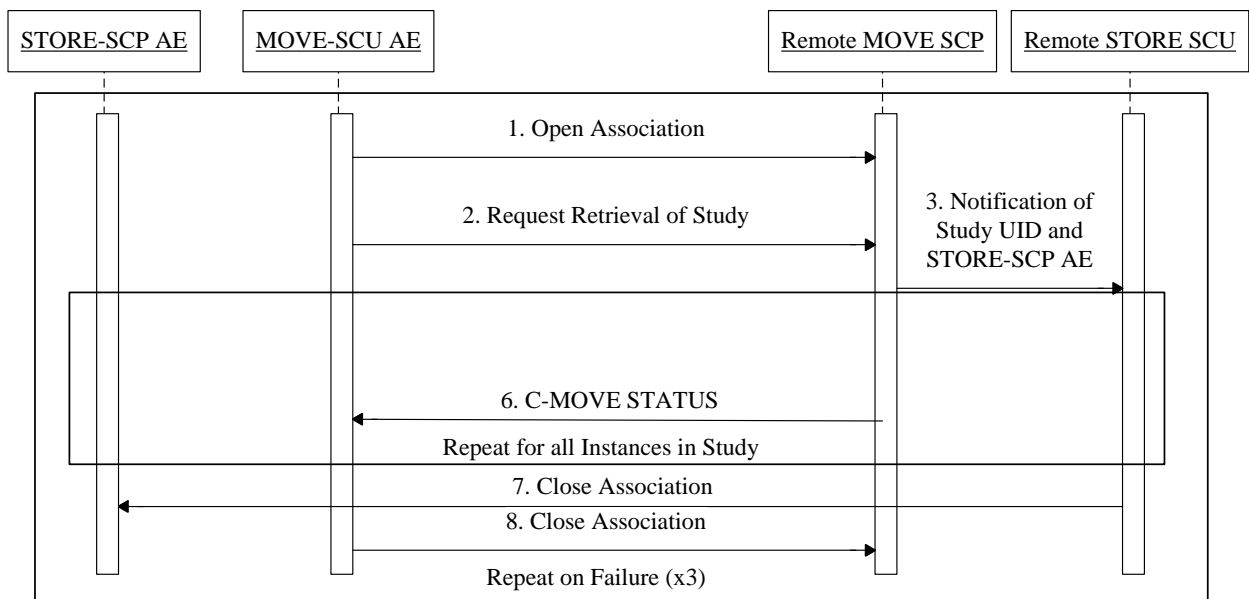 STORE-SCP AE
MOVE-SCU AE
Remote MOVE SCP
Remote STORE SCU
1. Open Association
2. Request Retrieval of Study
3. Notification of
Study UID and
STORE-SCP AE
6. C-MOVE STATUS
Repeat for all Instances in Study
7. Close Association
8. Close Association
Repeat on Failure (x3)